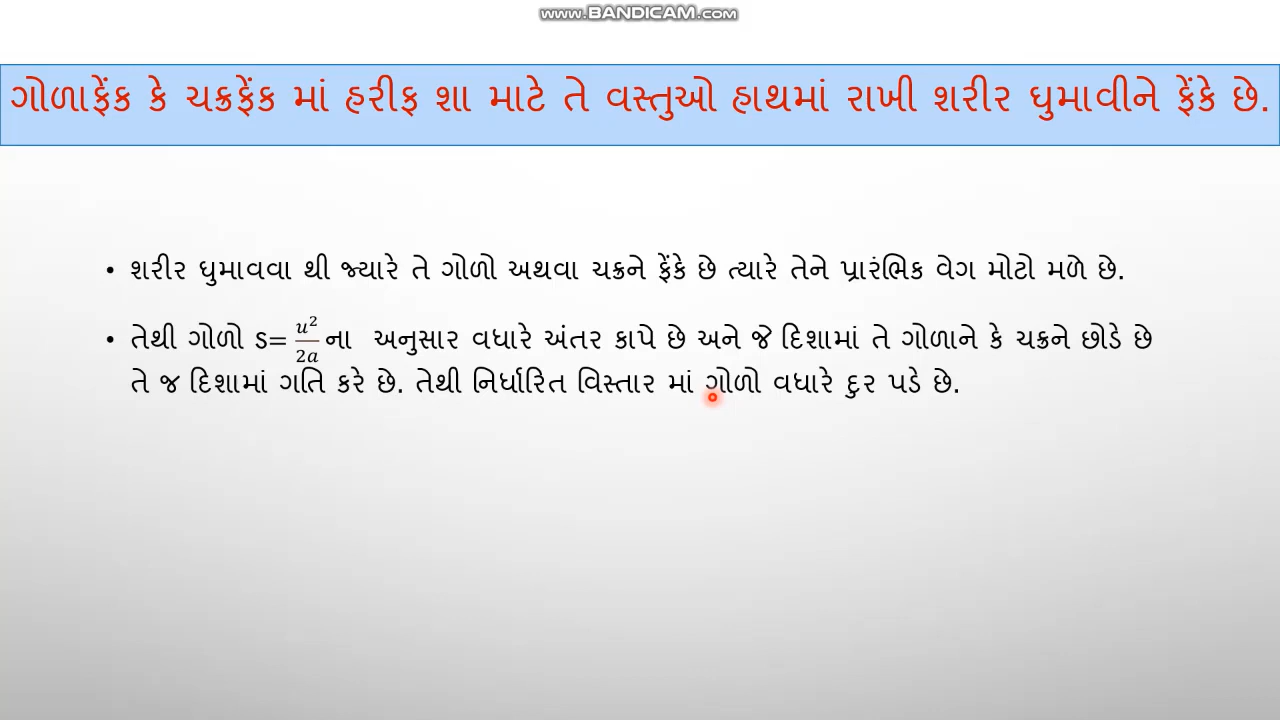 www.BANDICAM.com
ગોળાફેંક કે ચક્રફેંક માં હરીફ શા માટે તે વસ્તુઓ હાથમાં રાખી શરીર ઘુમાવીને ફેંકે છે.
• શરીર ઘુમાવવા થી જ્યારે તે ગોળો અથવા ચક્રને ફેંકે છે ત્યારે તેને પ્રારંભિક વેગ મોટો મળે છે.
• તેથી ગોળો s= u²/2a ના અનુસાર વધારે અંતર કાપે છે અને જે દિશામાં તે ગોળાને કે ચક્રને છોડે છે
તે જ દિશામાં ગતિ કરે છે. તેથી નિર્ધારિત વિસ્તાર માં ગોળો વધારે દુર પડે છે.